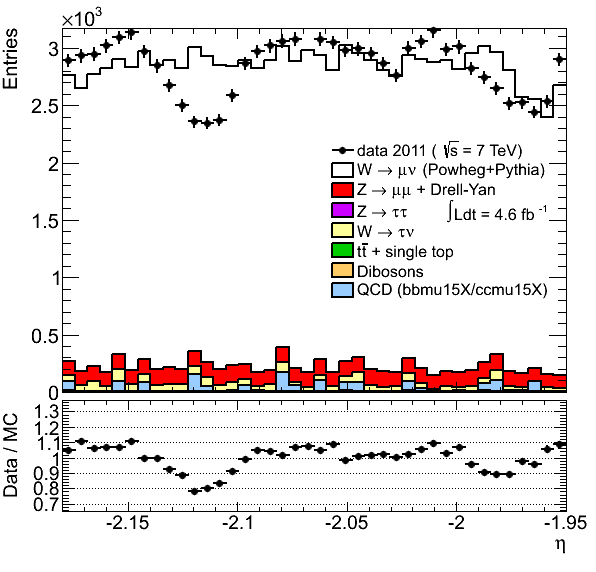 ×10³
Entries
3
2.5
2
1.5
1
0.5
0
data 2011 ( √s = 7 TeV)
W → μν (Powheg+Pythia)
Z → μμ + Drell-Yan
Z → ττ ∫Ldt = 4.6 fb⁻¹
W → τν
tt̄ + single top
Dibosons
QCD (bbmu15X/ccmu15X)
Data / MC
1.3
1.2
1.1
1
0.9
0.8
0.7
-2.15 -2.1 -2.05 -2 -1.95
η